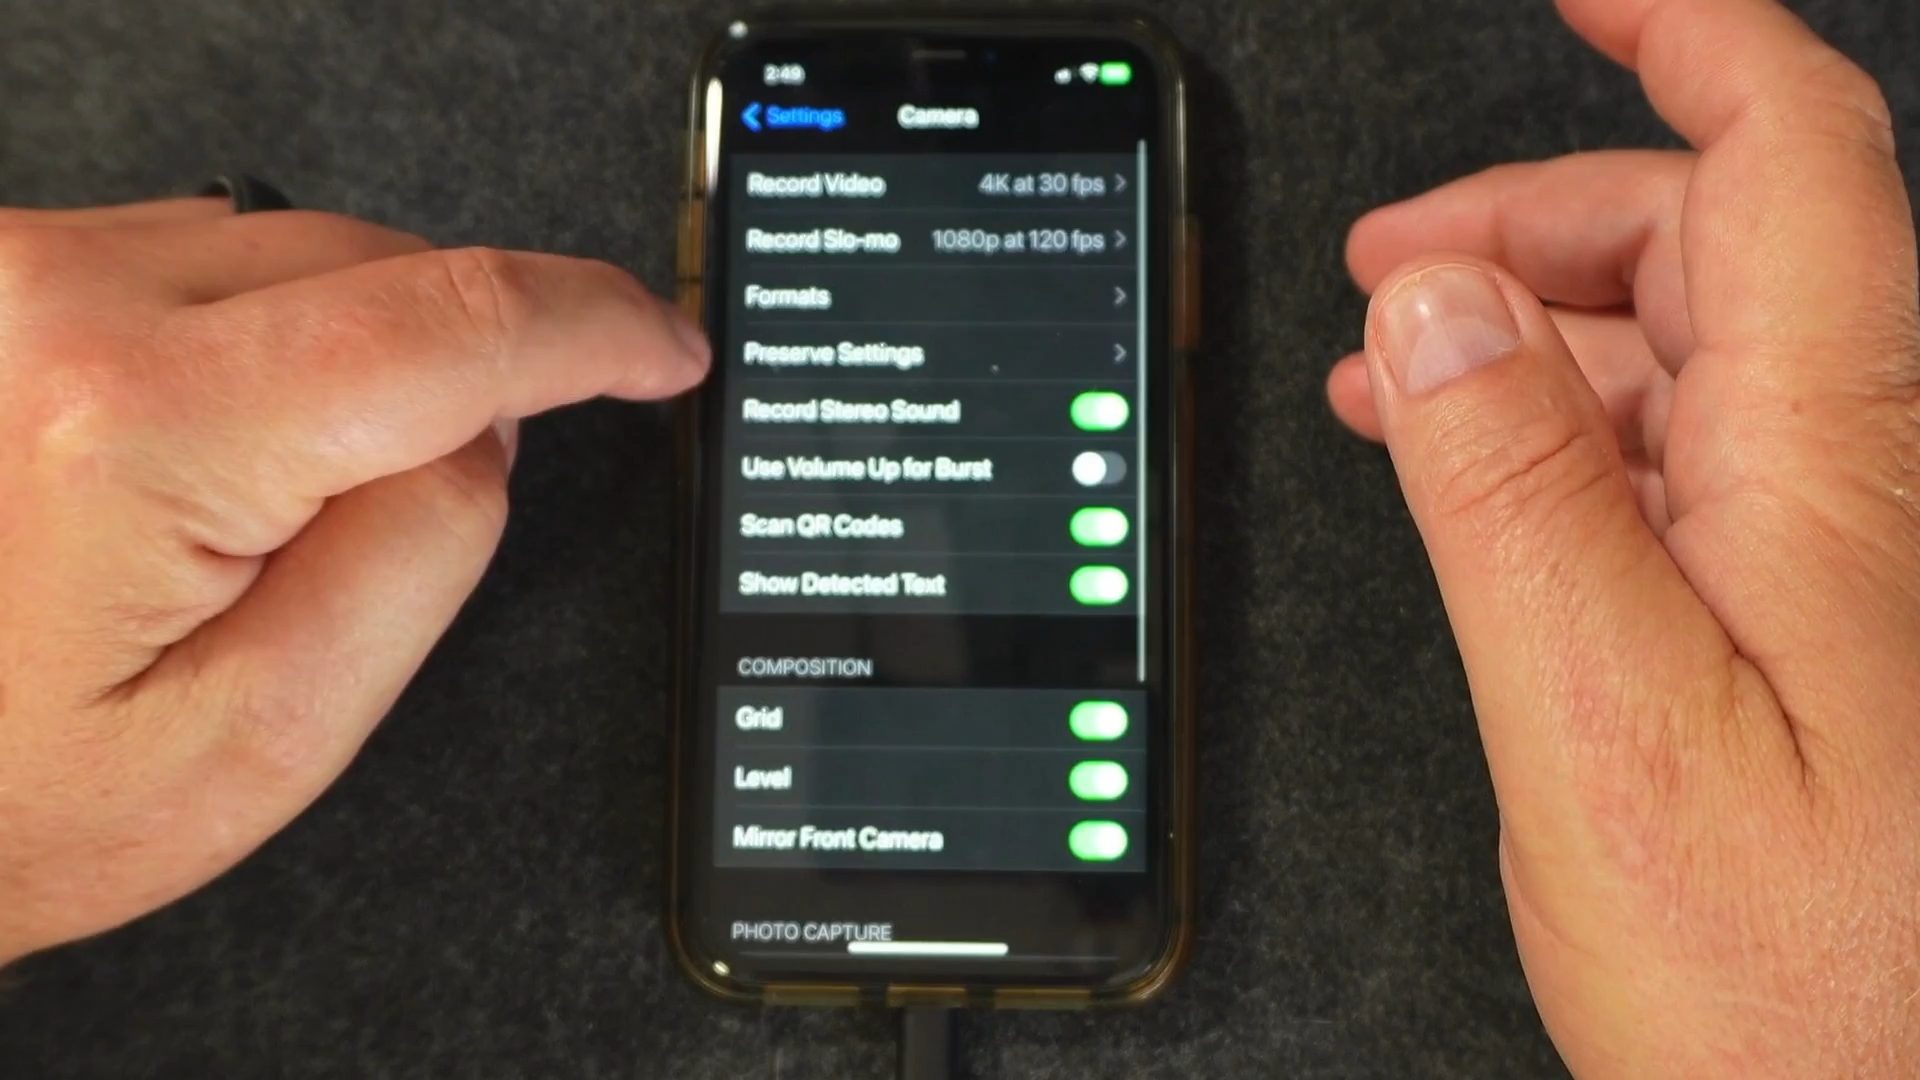 2:49
Settings Camera
Record Video 4K at 30 fps
Record Slo-mo 1080p at 120 fps
Formats
Preserve Settings
Record Stereo Sound
Use Volume Up for Burst
Scan QR Codes
Show Detected Text
COMPOSITION
Grid
Level
Mirror Front Camera
PHOTO CAPTURE